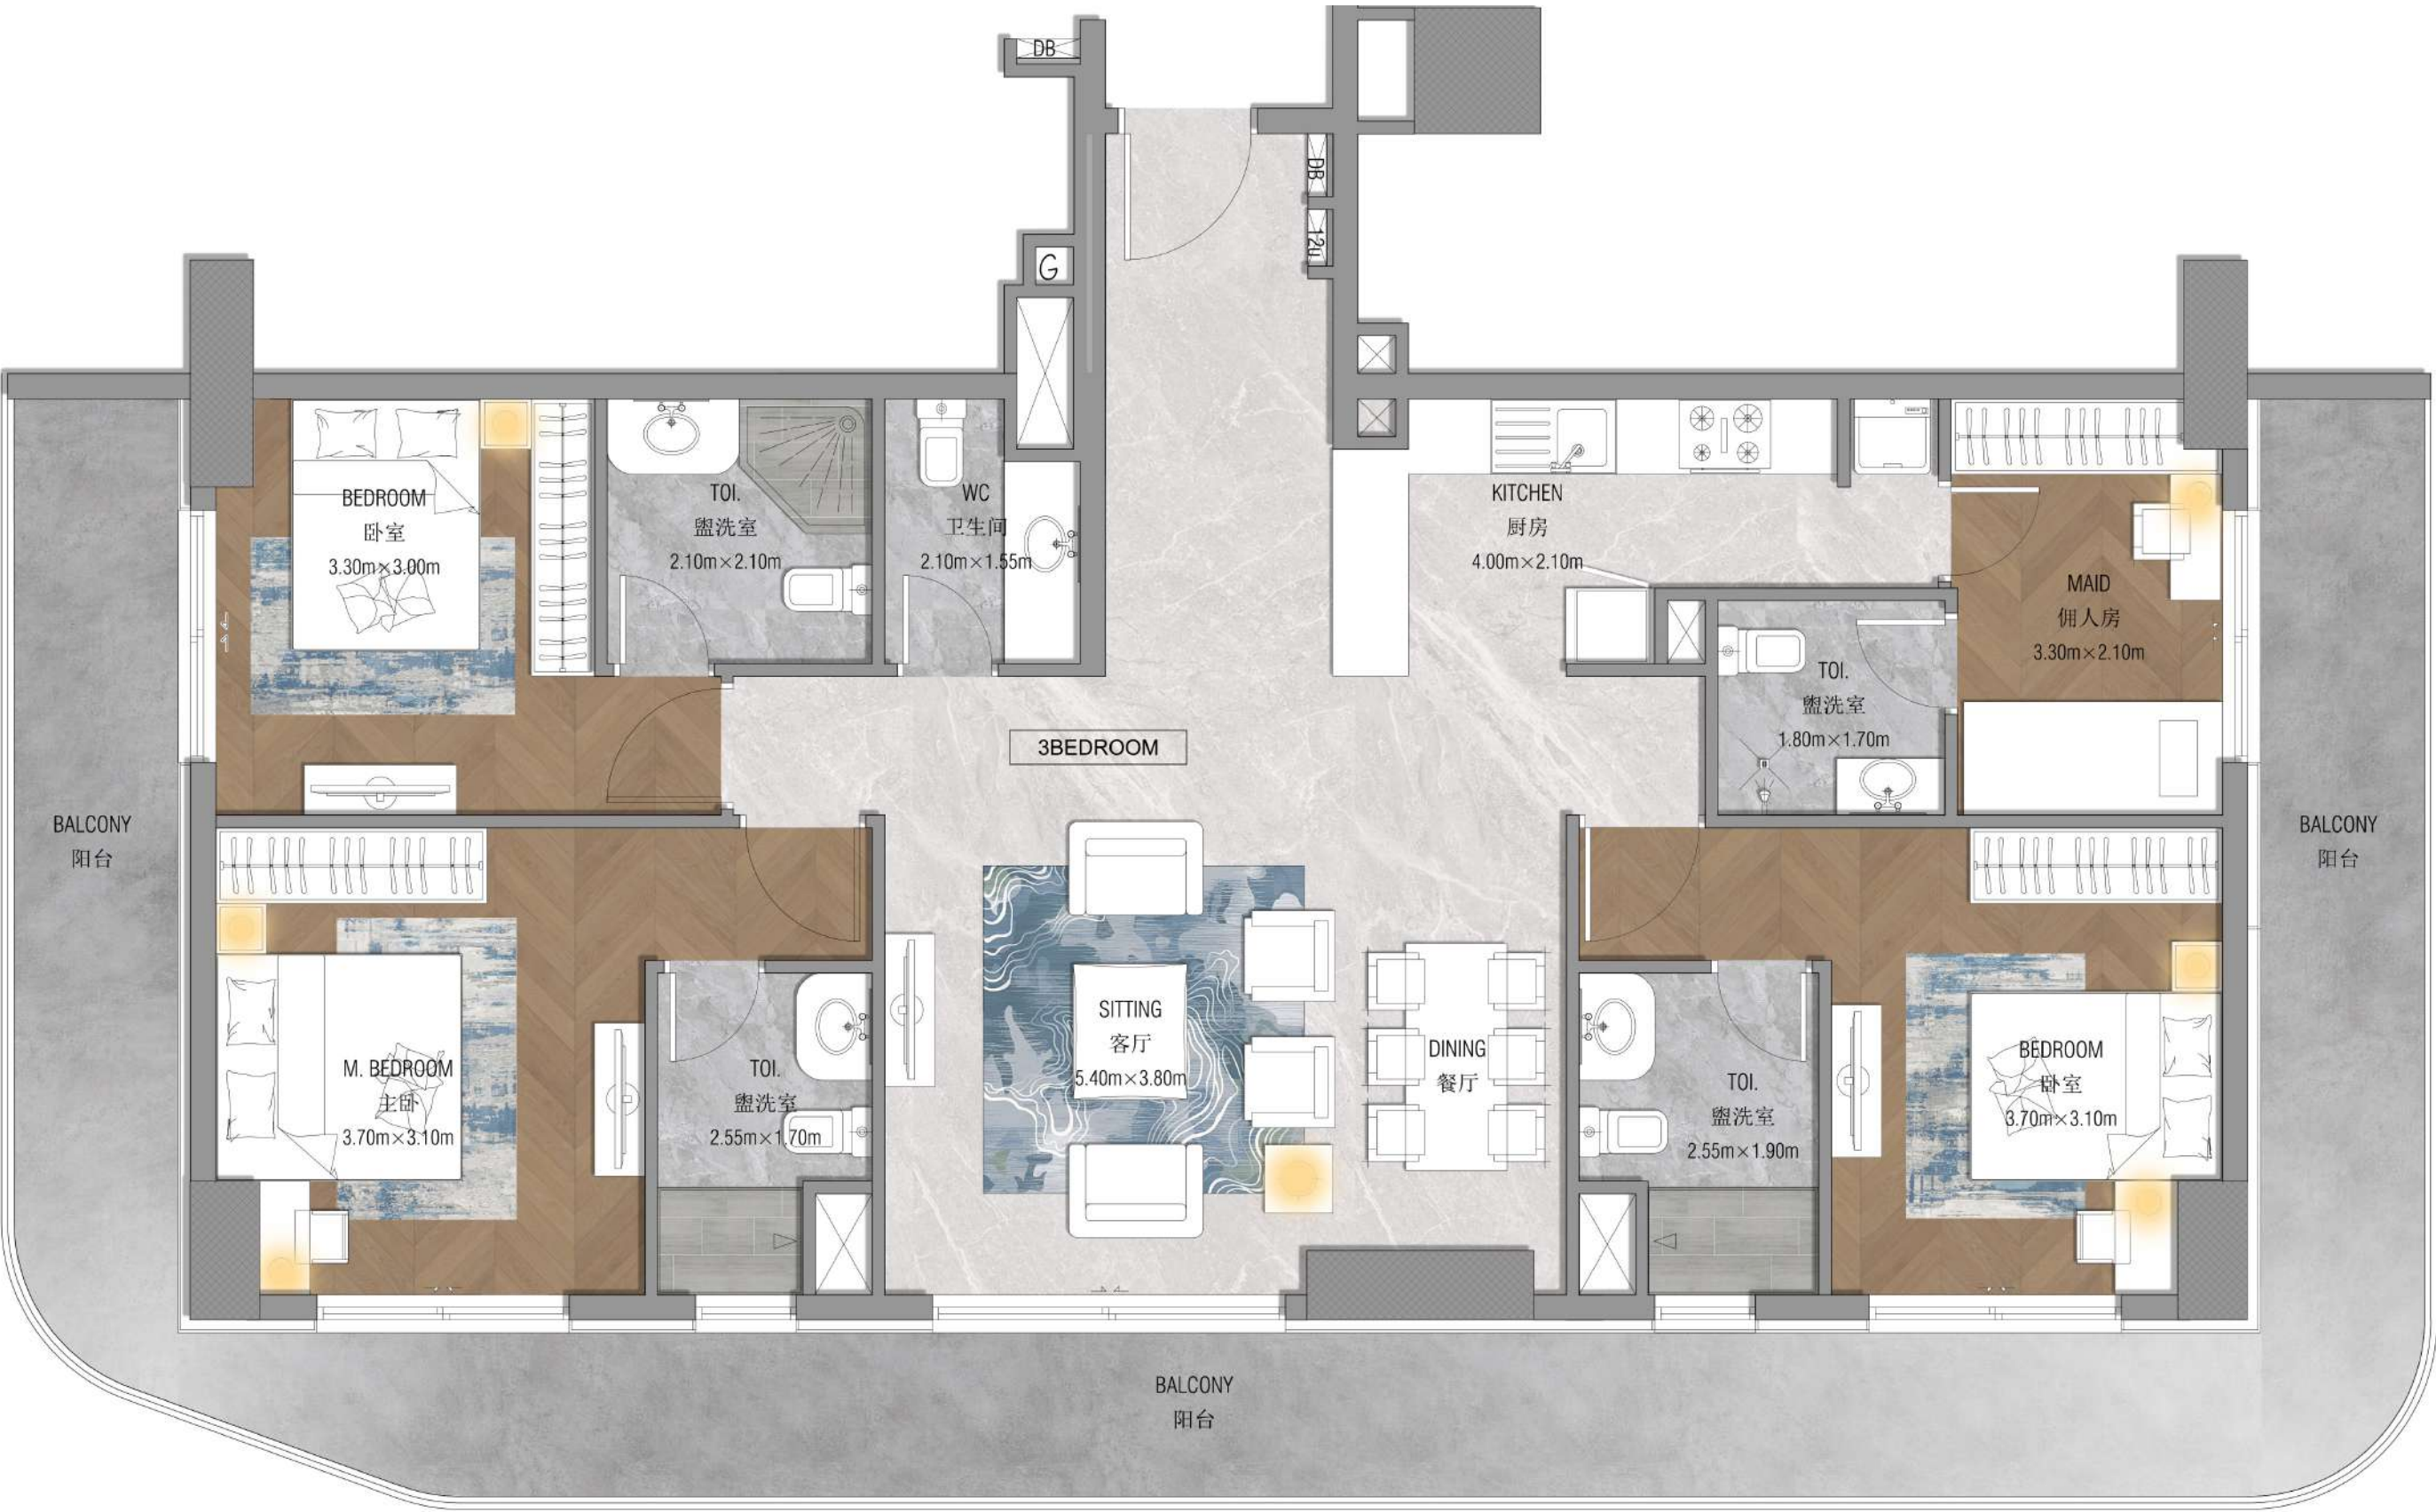 DB
DB
12u
G
BEDROOM
卧室
3.30m×3.00m
TOI.
盥洗室
2.10m×2.10m
WC
卫生间
2.10m×1.55m
KITCHEN
厨房
4.00m×2.10m
MAID
佣人房
3.30m×2.10m
TOI.
盥洗室
1.80m×1.70m
3BEDROOM
BALCONY
阳台
BALCONY
阳台
M. BEDROOM
主卧
3.70m×3.10m
TOI.
盥洗室
2.55m×1.70m
SITTING
客厅
5.40m×3.80m
DINING
餐厅
TOI.
盥洗室
2.55m×1.90m
BEDROOM
卧室
3.70m×3.10m
BALCONY
阳台